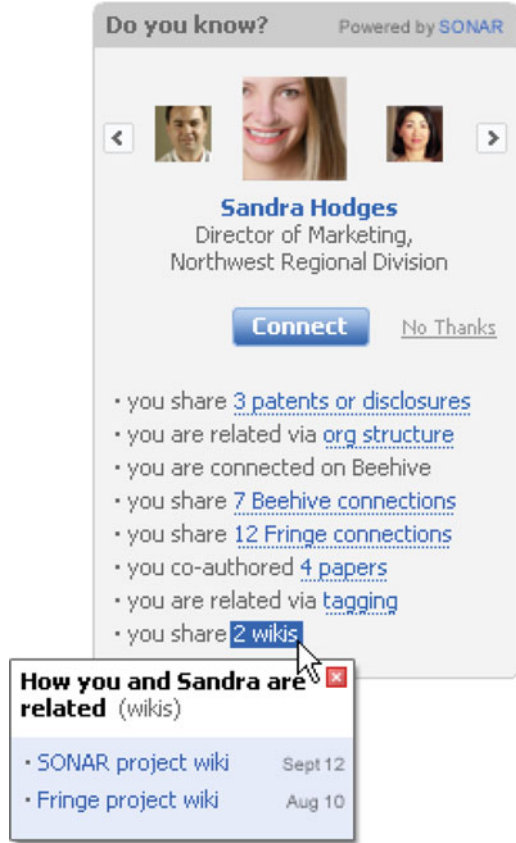 Do you know? Powered by SONAR
Sandra Hodges
Director of Marketing,
Northwest Regional Division
Connect No Thanks
• you share 3 patents or disclosures
• you are related via org structure
• you are connected on Beehive
• you share 7 Beehive connections
• you share 12 Fringe connections
• you co-authored 4 papers
• you are related via tagging
• you share 2 wikis
How you and Sandra are
related (wikis)
• SONAR project wiki Sept 12
• Fringe project wiki Aug 10